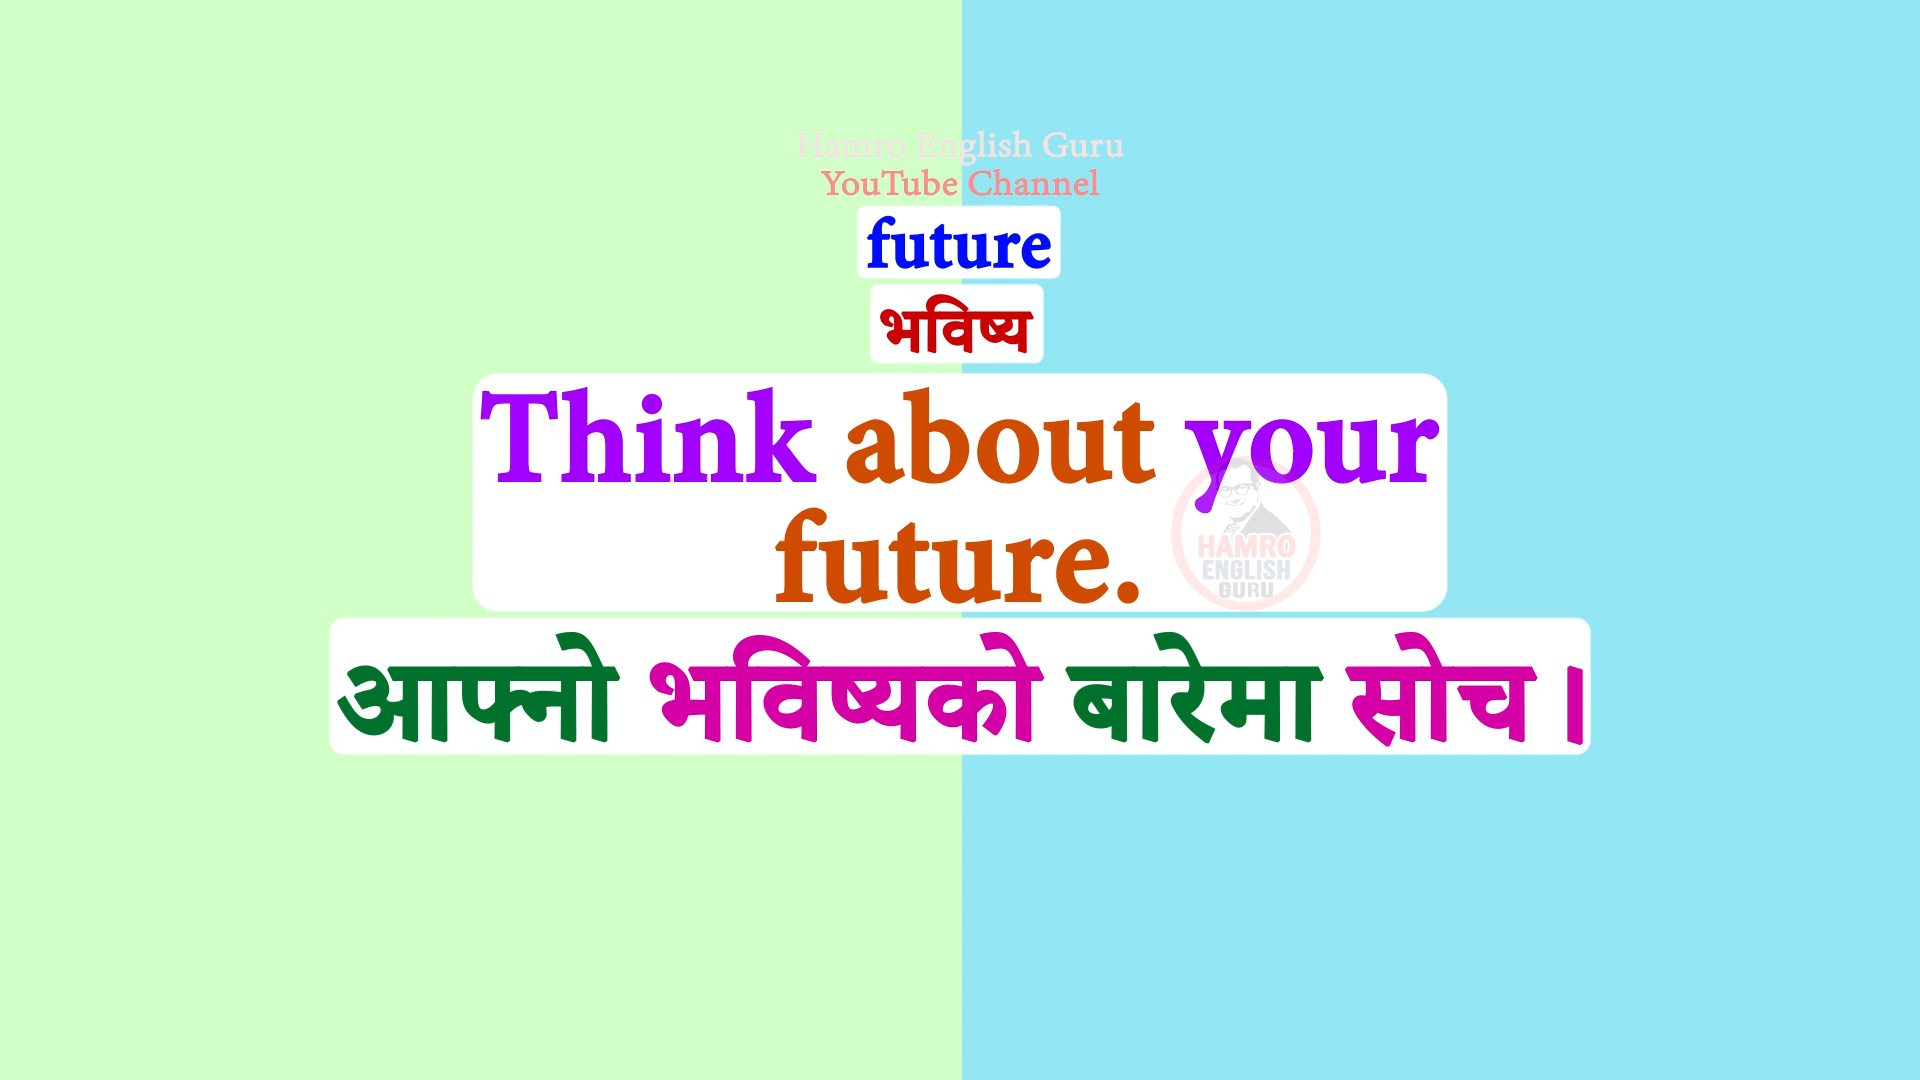 Hamro English Guru
YouTube Channel
future
भविष्य
Think about your
future.
HAMRO
ENGLISH
GURU
आफ्नो भविष्यको बारेमा सोच ।